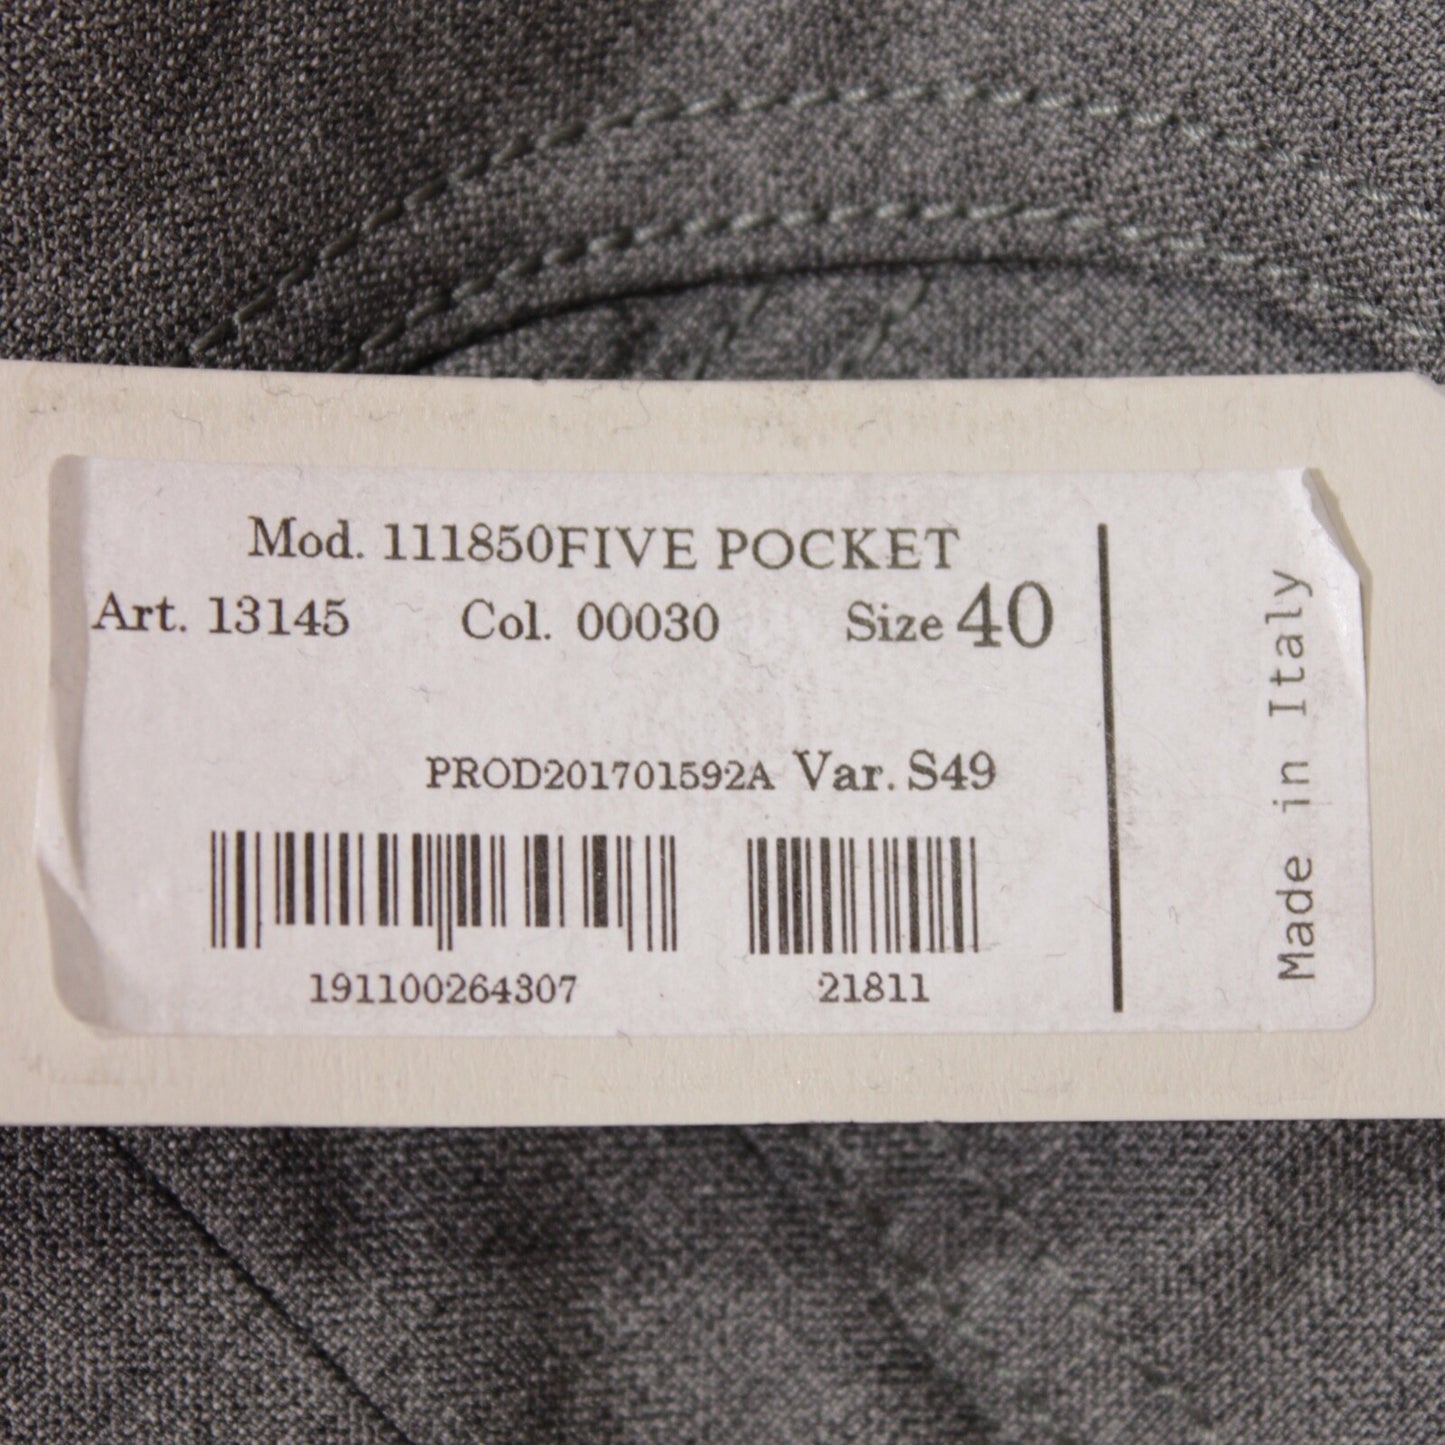 Mod. 111850FIVE POCKET
Art. 13145 Col. 00030 Size 40
PROD201701592A Var. S49
191100264307 21811
Made in Italy